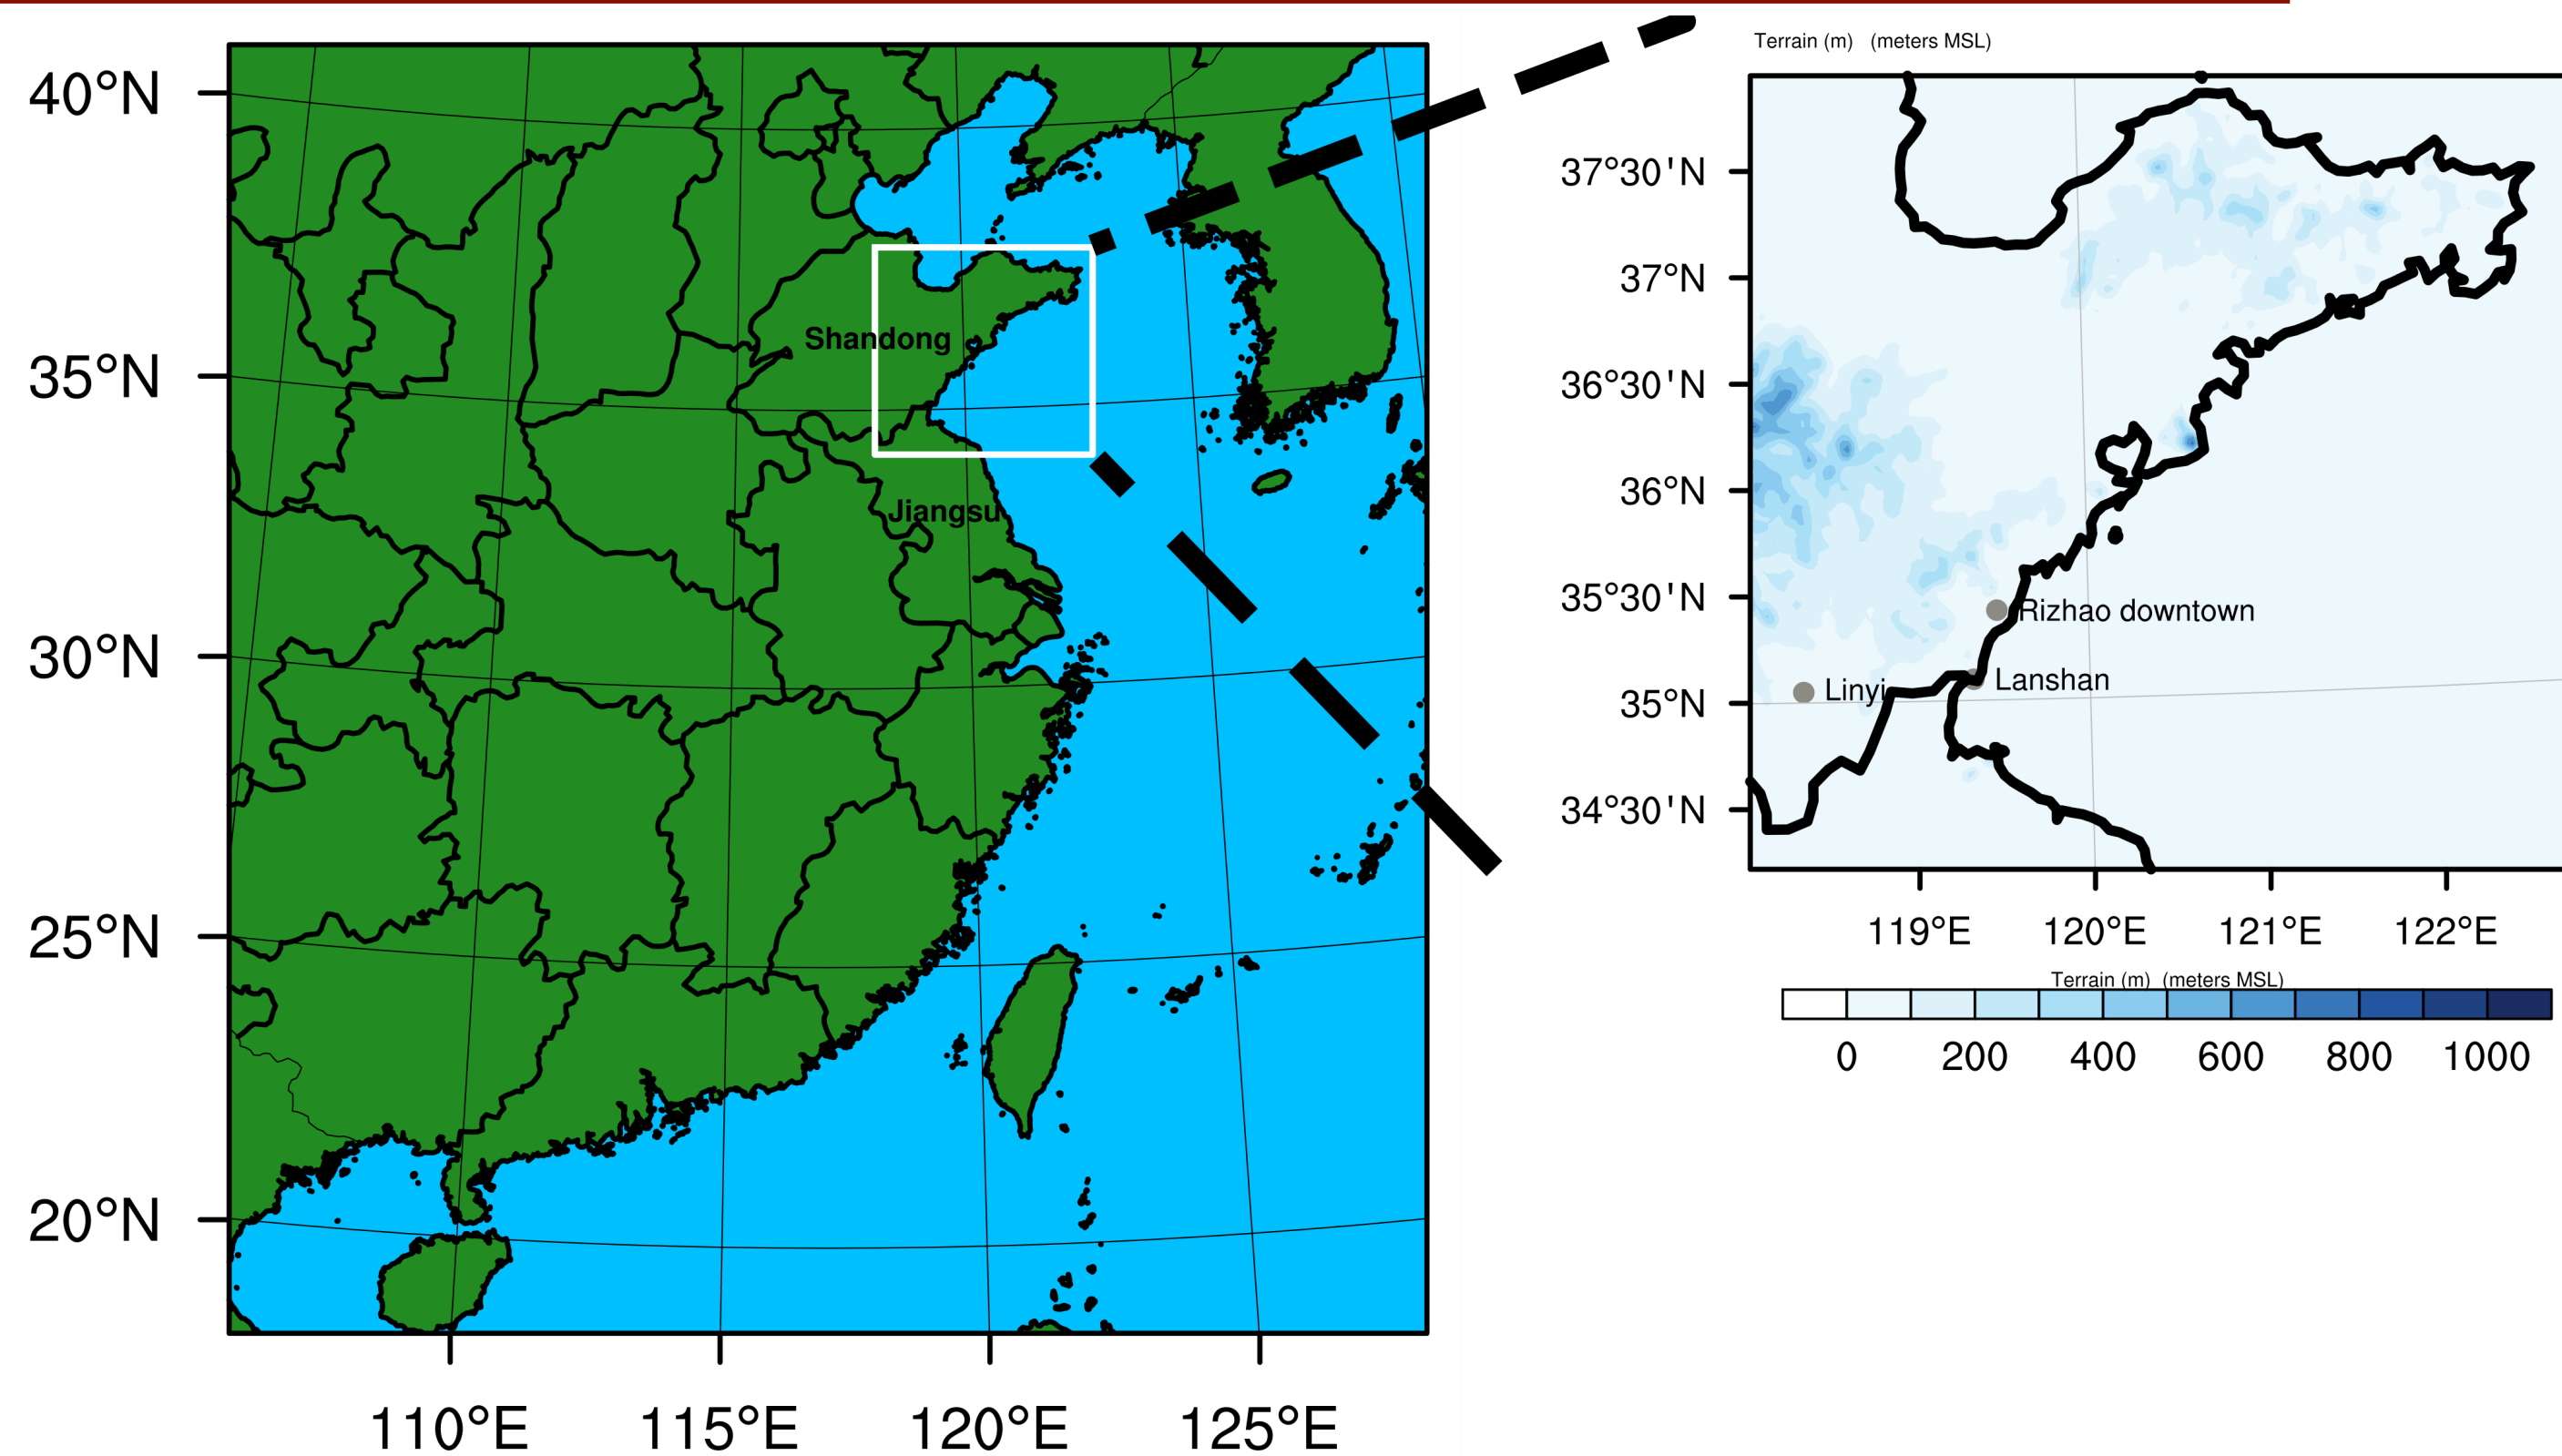 40°N
35°N
30°N
25°N
20°N
110°E
115°E
120°E
125°E
Shandong
Jiangsu
Terrain (m) (meters MSL)
37°30'N
37°N
36°30'N
36°N
35°30'N
35°N
34°30'N
Rizhao downtown
Lanshan
Linyi
119°E
120°E
121°E
122°E
Terrain (m) (meters MSL)
0
200
400
600
800
1000